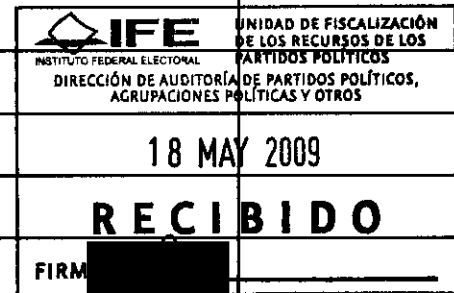 IFE
INSTITUTO FEDERAL ELECTORAL
UNIDAD DE FISCALIZACIÓN
DE LOS RECURSOS DE LOS
PARTIDOS POLÍTICOS
DIRECCIÓN DE AUDITORÍA DE PARTIDOS POLÍTICOS,
AGRUPACIONES POLÍTICAS Y OTROS
18 MAY 2009
RECIBIDO
FIRM